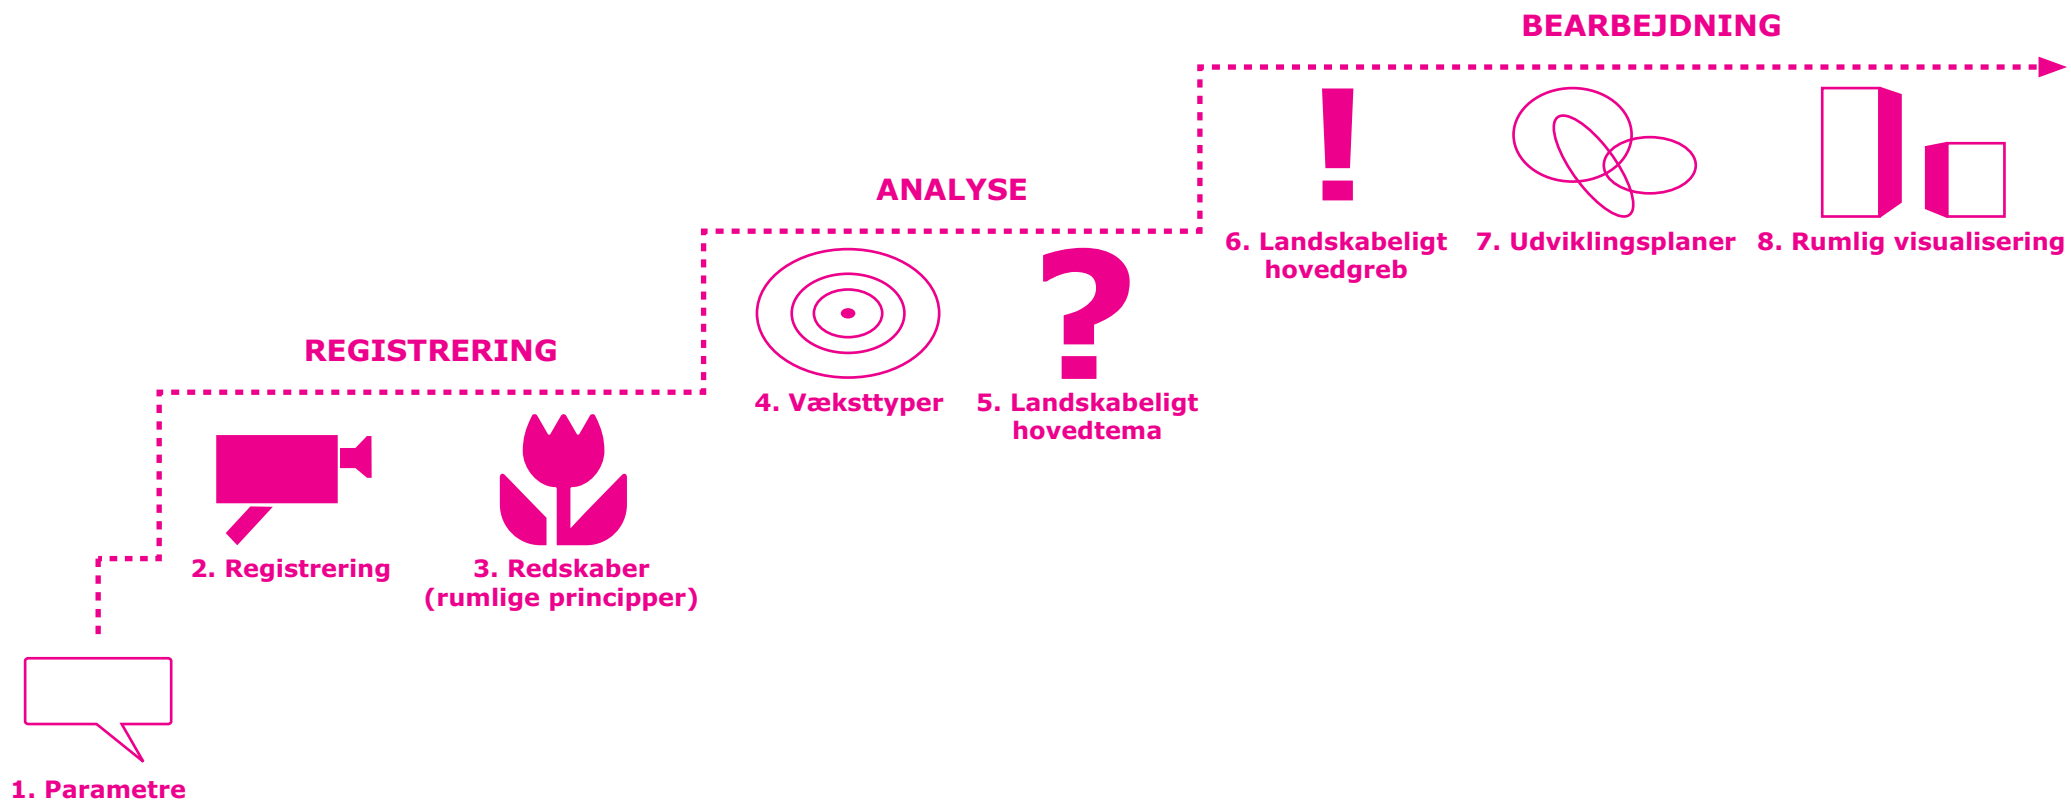 BEARBEJDNING
6. Landskabeligt
hovedgreb
7. Udviklingsplaner
8. Rumlig visualisering
ANALYSE
4. Væksttyper
5. Landskabeligt
hovedtema
REGISTRERING
2. Registrering
3. Redskaber
(rumlige principper)
1. Parametre